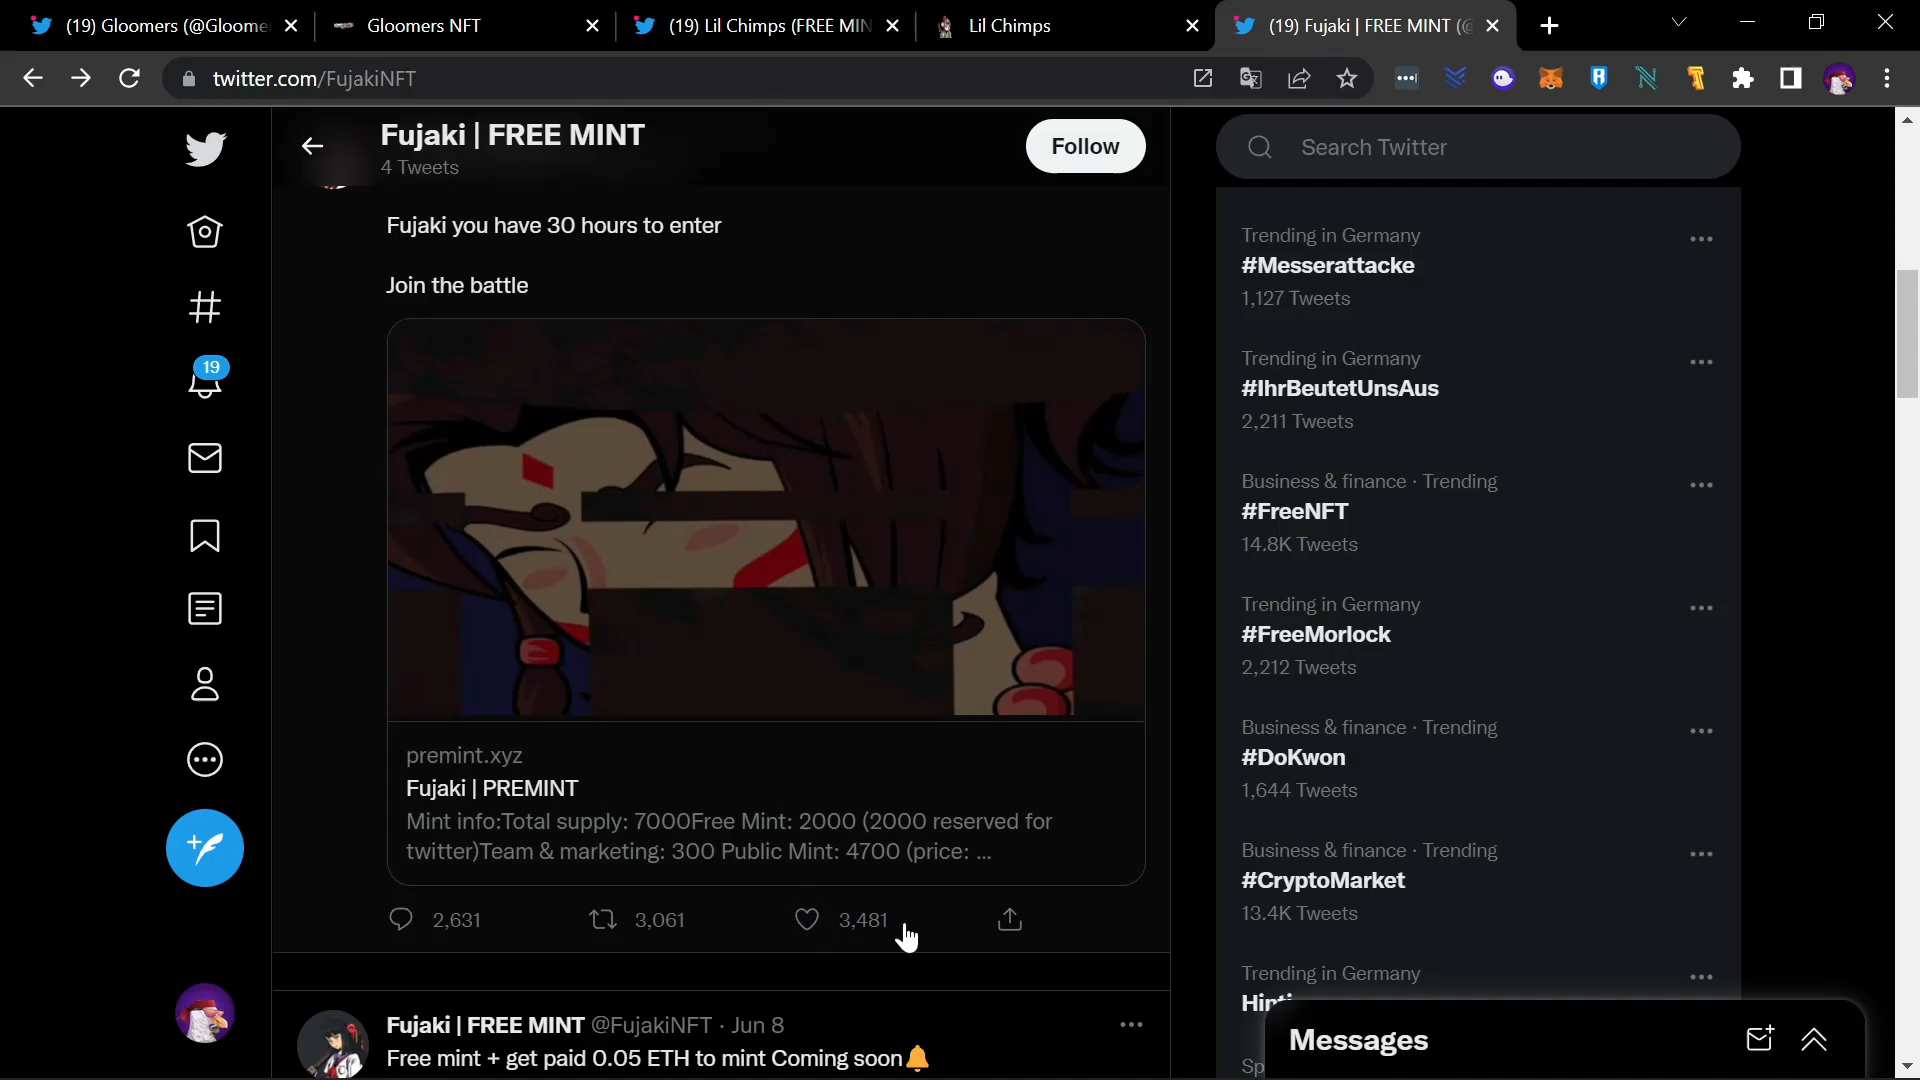 (19) Gloomers (@Gloome
Gloomers NFT
(19) Lil Chimps (FREE MIN
Lil Chimps
(19) Fujaki | FREE MINT (@
twitter.com/FujakiNFT
Fujaki | FREE MINT
4 Tweets
Follow
Search Twitter
19
Fujaki you have 30 hours to enter
Join the battle
premint.xyz
Fujaki | PREMINT
Mint info:Total supply: 7000Free Mint: 2000 (2000 reserved for
twitter)Team & marketing: 300 Public Mint: 4700 (price: ...
2,631
3,061
3,481
Fujaki | FREE MINT @FujakiNFT · Jun 8
Free mint + get paid 0.05 ETH to mint Coming soon🔔
Trending in Germany
#Messerattacke
1,127 Tweets
Trending in Germany
#IhrBeutetUnsAus
2,211 Tweets
Business & finance · Trending
#FreeNFT
14.8K Tweets
Trending in Germany
#FreeMorlock
2,212 Tweets
Business & finance · Trending
#DoKwon
1,644 Tweets
Business & finance · Trending
#CryptoMarket
13.4K Tweets
Trending in Germany
Messages